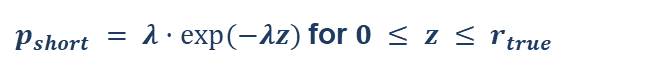 p_short = λ · exp(−λz) for 0 ≤ z ≤ r_true